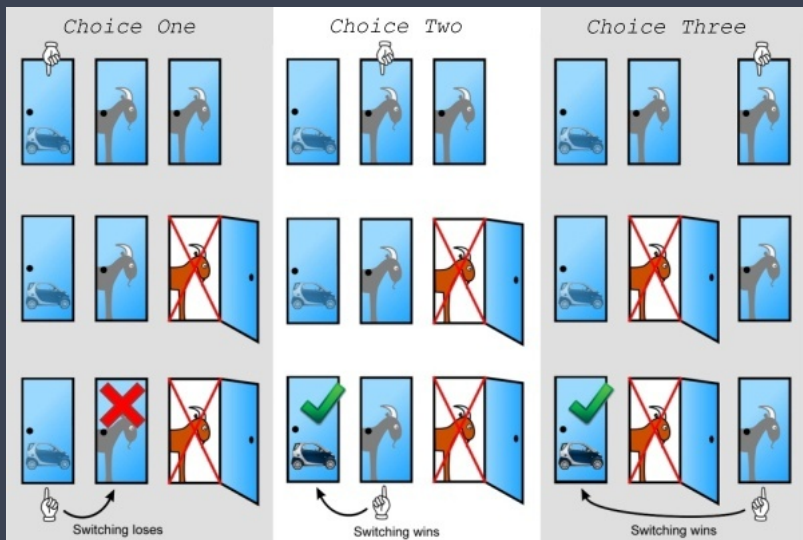 Choice One
Choice Two
Choice Three
Switching loses
Switching wins
Switching wins